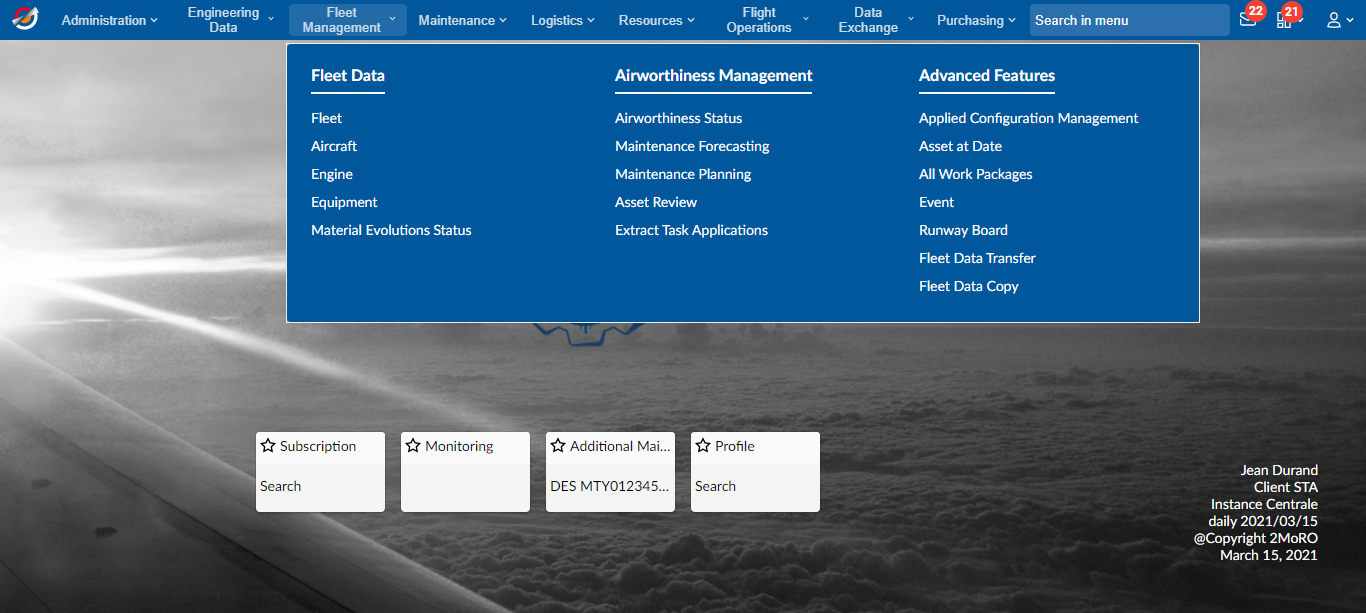 Administration
Engineering
Data
Fleet
Management
Maintenance
Logistics
Resources
Flight
Operations
Data
Exchange
Purchasing
Search in menu
22
21
Fleet Data
Fleet
Aircraft
Engine
Equipment
Material Evolutions Status
Airworthiness Management
Airworthiness Status
Maintenance Forecasting
Maintenance Planning
Asset Review
Extract Task Applications
Advanced Features
Applied Configuration Management
Asset at Date
All Work Packages
Event
Runway Board
Fleet Data Transfer
Fleet Data Copy
Subscription
Search
Monitoring
Additional Mai...
DES MTY012345...
Profile
Search
Jean Durand
Client STA
Instance Centrale
daily 2021/03/15
@Copyright 2MoRO
March 15, 2021